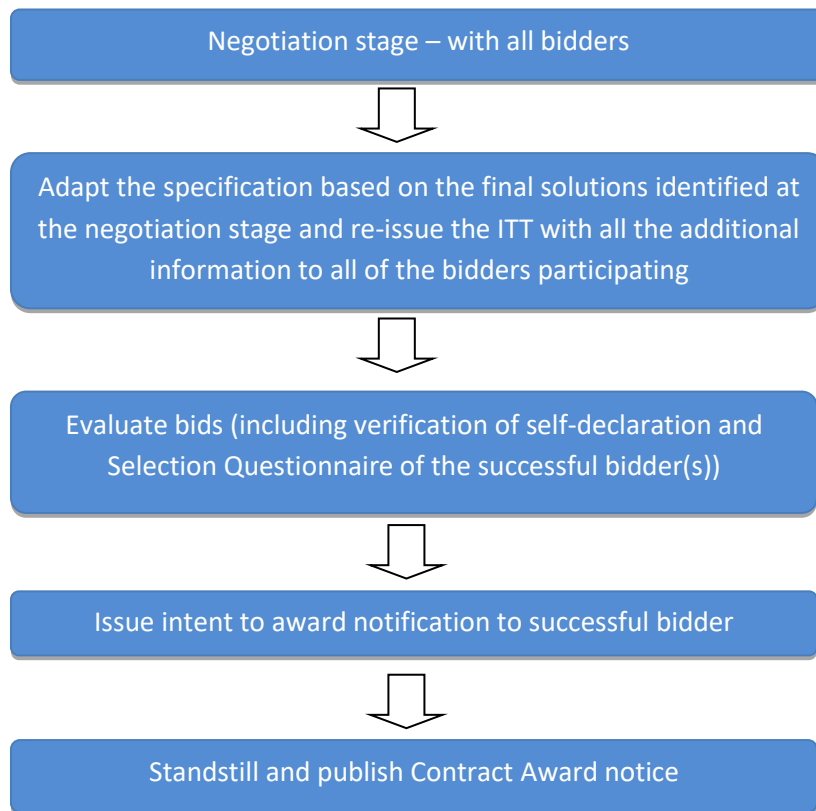 Negotiation stage – with all bidders
Adapt the specification based on the final solutions identified at
the negotiation stage and re-issue the ITT with all the additional
information to all of the bidders participating
Evaluate bids (including verification of self-declaration and
Selection Questionnaire of the successful bidder(s))
Issue intent to award notification to successful bidder
Standstill and publish Contract Award notice